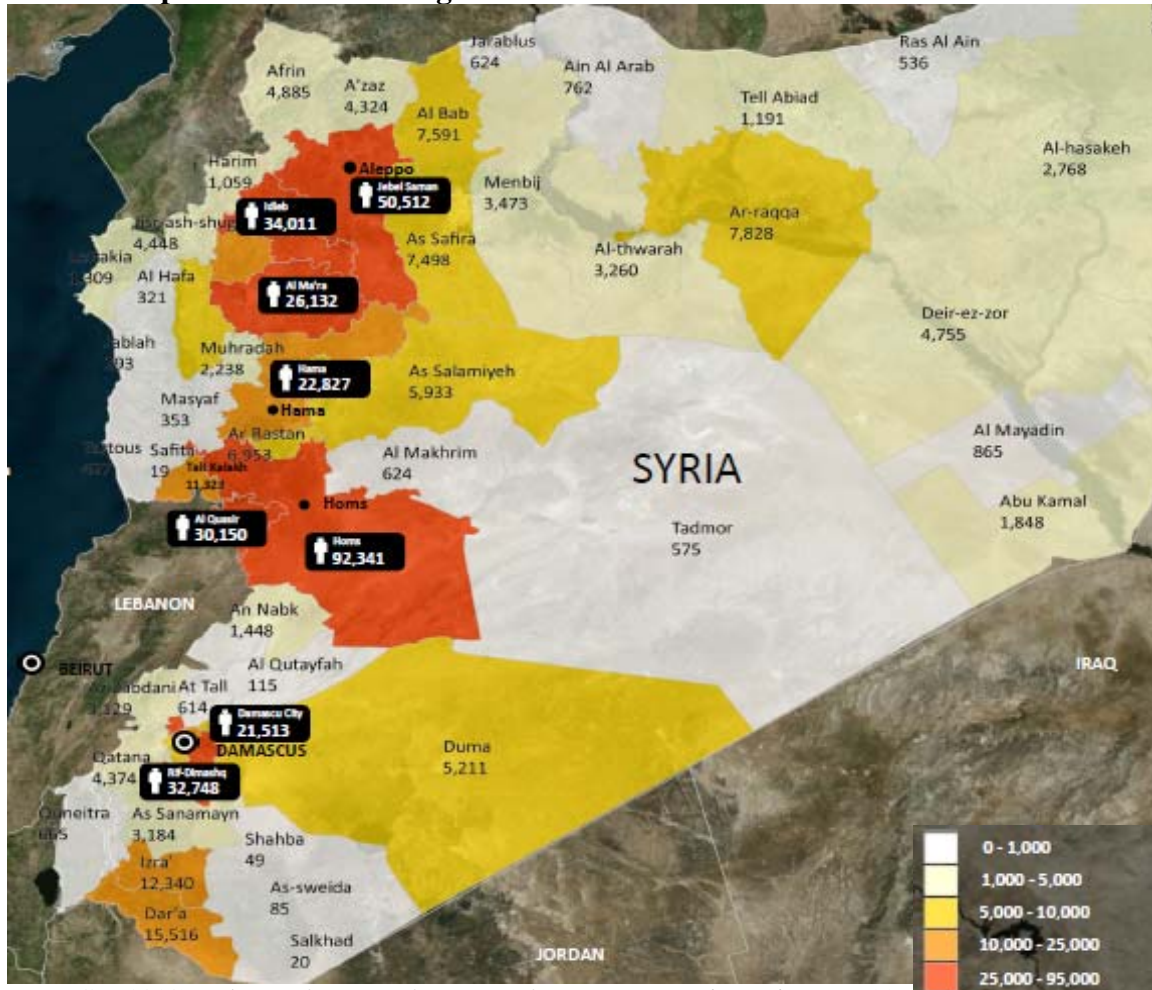 Afrin
4,885
A'zaz
4,324
Jarablus
624
Ain Al Arab
762
Ras Al Ain
536
Al Bab
7,591
Tell Abiad
1,191
Al-hasakeh
2,768
Harim
1,059
Aleppo
Jebel Saman
50,512
Menbij
3,473
Idleb
34,011
Ar-raqqa
7,828
4,448
As Safira
7,498
Al-thwarah
3,260
Al Hafa
321
Al Ma'ra
26,132
Deir-ez-zor
4,755
Muhradah
2,238
Hama
22,827
As Salamiyeh
5,933
Masyaf
353
Hama
Ar Rastan
6,953
Safita
19
Tall Kalakh
11,323
Al Makhrim
624
SYRIA
Al Mayadin
865
Homs
Abu Kamal
1,848
Al Quasir
30,150
Homs
92,341
Tadmor
575
LEBANON
An Nabk
1,448
BEIRUT
Al Qutayfah
115
IRAQ
At Tall
614
Damascu City
21,513
DAMASCUS
Duma
5,211
Qatana
4,374
Rif-Dimashq
32,748
Quneitra
As Sanamayn
3,184
Shahba
49
Izra'
12,340
As-sweida
85
Dar'a
15,516
Salkhad
20
JORDAN
0 - 1,000
1,000 - 5,000
5,000 - 10,000
10,000 - 25,000
25,000 - 95,000